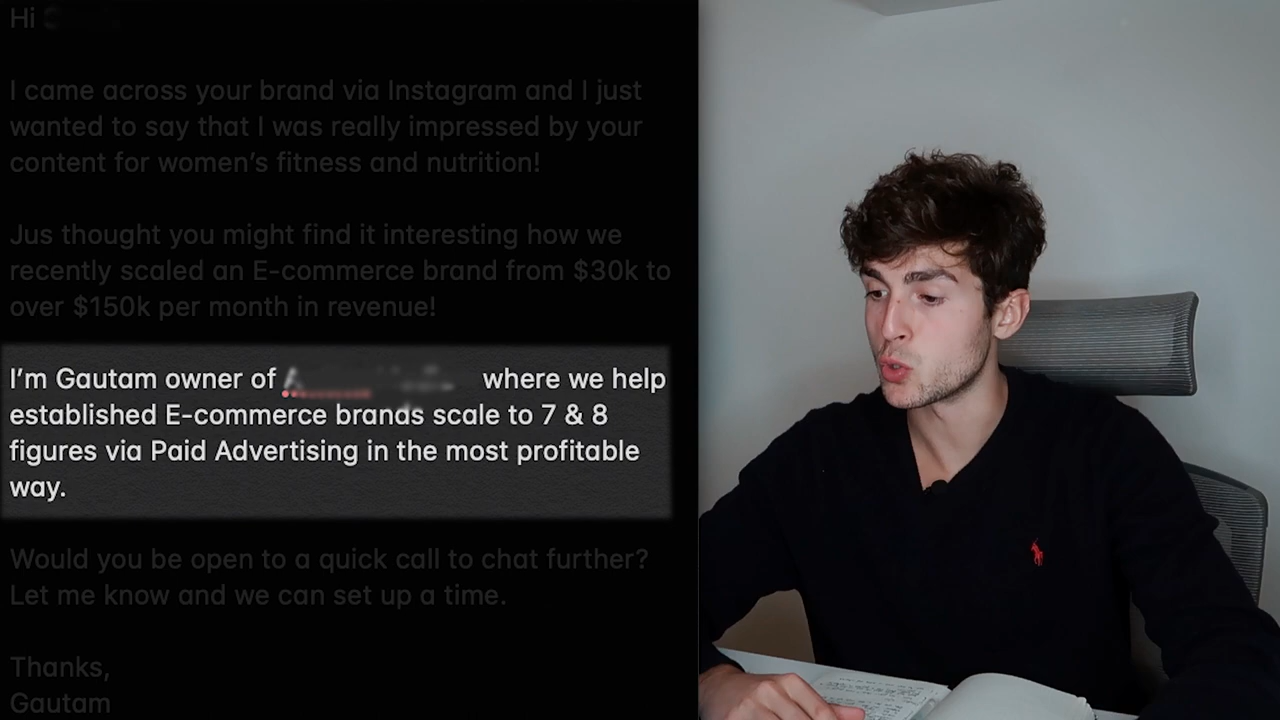 Hi
I came across your brand via Instagram and I just
wanted to say that I was really impressed by your
content for women’s fitness and nutrition!
Jus thought you might find it interesting how we
recently scaled an E-commerce brand from $30k to
over $150k per month in revenue!
I’m Gautam owner of where we help
established E-commerce brands scale to 7 & 8
figures via Paid Advertising in the most profitable
way.
Would you be open to a quick call to chat further?
Let me know and we can set up a time.
Thanks,
Gautam